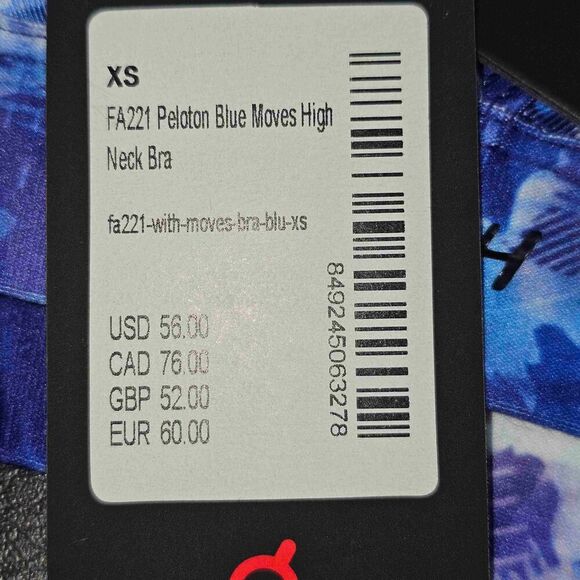 XS
FA221 Peloton Blue Moves High
Neck Bra
fa221-with-moves-bra-blu-xs
USD 56.00
CAD 76.00
GBP 52.00
EUR 60.00
849245063278